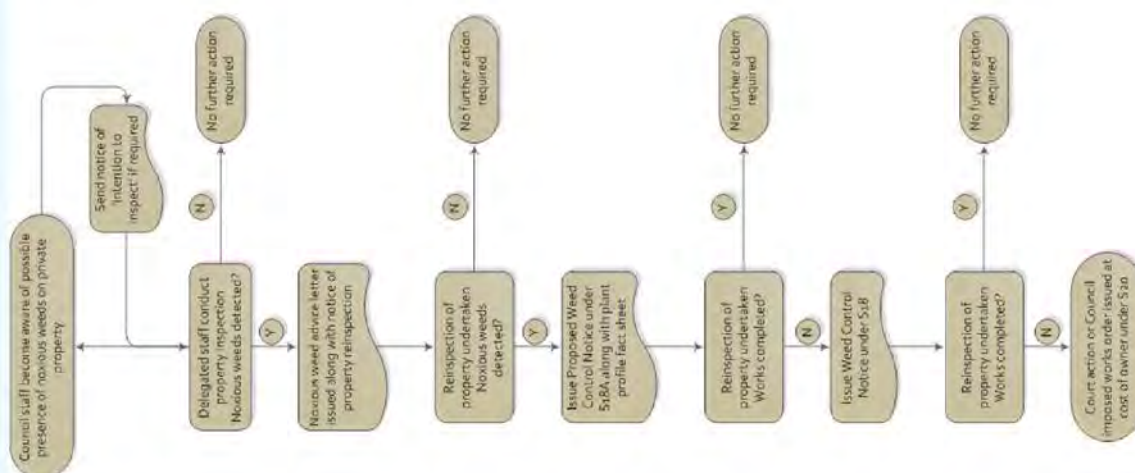 Council staff become aware of possible
presence of noxious weeds on private
property
Send notice of
'intention to
inspect' if required
Delegated staff conduct
property inspection
Noxious weeds detected?
N
No further action
required
Y
Noxious weed advice letter
issued along with notice of
property reinspection
Reinspection of
property undertaken
Noxious weeds
detected?
N
No further action
required
Y
Issue Proposed Weed
Control Notice under
S18A along with plant
profile fact sheet
Reinspection of
property undertaken
Works completed?
Y
No further action
required
N
Issue Weed Control
Notice under S18
Reinspection of
property undertaken
Works completed?
Y
No further action
required
N
Court action or Council
imposed works order issued at
cost of owner under S20